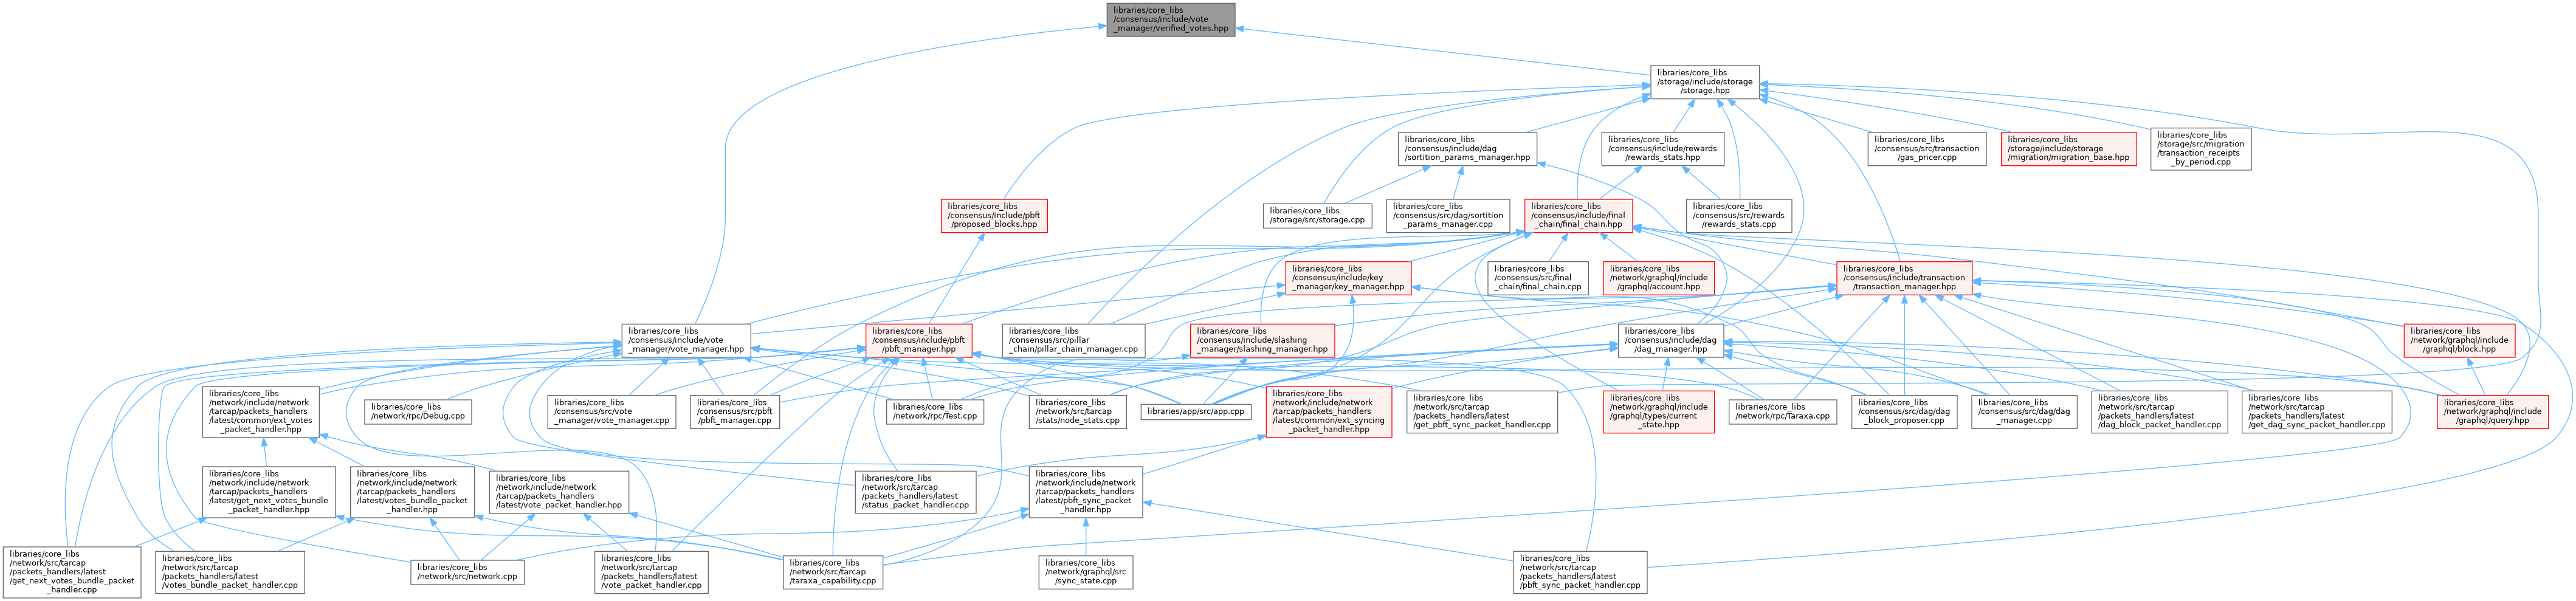 libraries/core_libs
/consensus/include/vote
_manager/verified_votes.hpp
libraries/core_libs
/storage/include/storage
/storage.hpp
libraries/core_libs
/consensus/include/dag
/sortition_params_manager.hpp
libraries/core_libs
/consensus/include/rewards
/rewards_stats.hpp
libraries/core_libs
/consensus/src/transaction
/gas_pricer.cpp
libraries/core_libs
/storage/include/storage
/migration/migration_base.hpp
libraries/core_libs
/storage/src/migration
/transaction_receipts
_by_period.cpp
libraries/core_libs
/consensus/include/pbft
/proposed_blocks.hpp
libraries/core_libs
/storage/src/storage.cpp
libraries/core_libs
/consensus/src/dag/sortition
_params_manager.cpp
libraries/core_libs
/consensus/include/final
_chain/final_chain.hpp
libraries/core_libs
/consensus/src/rewards
/rewards_stats.cpp
libraries/core_libs
/consensus/include/key
_manager/key_manager.hpp
libraries/core_libs
/consensus/src/final
_chain/final_chain.cpp
libraries/core_libs
/network/graphql/include
/graphql/account.hpp
libraries/core_libs
/consensus/include/transaction
/transaction_manager.hpp
libraries/core_libs
/consensus/include/vote
_manager/vote_manager.hpp
libraries/core_libs
/consensus/include/pbft
/pbft_manager.hpp
libraries/core_libs
/consensus/src/pillar
_chain/pillar_chain_manager.cpp
libraries/core_libs
/consensus/include/slashing
_manager/slashing_manager.hpp
libraries/core_libs
/consensus/include/dag
/dag_manager.hpp
libraries/core_libs
/network/graphql/include
/graphql/block.hpp
libraries/core_libs
/network/include/network
/tarcap/packets_handlers
/latest/common/ext_votes
_packet_handler.hpp
libraries/core_libs
/network/rpc/Debug.cpp
libraries/core_libs
/consensus/src/vote
_manager/vote_manager.cpp
libraries/core_libs
/consensus/src/pbft
/pbft_manager.cpp
libraries/core_libs
/network/rpc/Test.cpp
libraries/core_libs
/network/src/tarcap
/stats/node_stats.cpp
libraries/app/src/app.cpp
libraries/core_libs
/network/include/network
/tarcap/packets_handlers
/latest/common/ext_syncing
_packet_handler.hpp
libraries/core_libs
/network/src/tarcap
/packets_handlers/latest
/get_pbft_sync_packet_handler.cpp
libraries/core_libs
/network/graphql/include
/graphql/types/current
_state.hpp
libraries/core_libs
/network/rpc/Taraxa.cpp
libraries/core_libs
/consensus/src/dag/dag
_block_proposer.cpp
libraries/core_libs
/consensus/src/dag/dag
_manager.cpp
libraries/core_libs
/network/src/tarcap
/packets_handlers/latest
/dag_block_packet_handler.cpp
libraries/core_libs
/network/src/tarcap
/packets_handlers/latest
/get_dag_sync_packet_handler.cpp
libraries/core_libs
/network/graphql/include
/graphql/query.hpp
libraries/core_libs
/network/include/network
/tarcap/packets_handlers
/latest/get_next_votes_bundle
_packet_handler.hpp
libraries/core_libs
/network/include/network
/tarcap/packets_handlers
/latest/votes_bundle_packet
_handler.hpp
libraries/core_libs
/network/include/network
/tarcap/packets_handlers
/latest/vote_packet_handler.hpp
libraries/core_libs
/network/src/tarcap
/packets_handlers/latest
/status_packet_handler.cpp
libraries/core_libs
/network/include/network
/tarcap/packets_handlers
/latest/pbft_sync_packet
_handler.hpp
libraries/core_libs
/network/src/tarcap
/packets_handlers/latest
/get_next_votes_bundle_packet
_handler.cpp
libraries/core_libs
/network/src/tarcap
/packets_handlers/latest
/votes_bundle_packet_handler.cpp
libraries/core_libs
/network/src/network.cpp
libraries/core_libs
/network/src/tarcap
/packets_handlers/latest
/vote_packet_handler.cpp
libraries/core_libs
/network/src/tarcap
/taraxa_capability.cpp
libraries/core_libs
/network/graphql/src
/sync_state.cpp
libraries/core_libs
/network/src/tarcap
/packets_handlers/latest
/pbft_sync_packet_handler.cpp